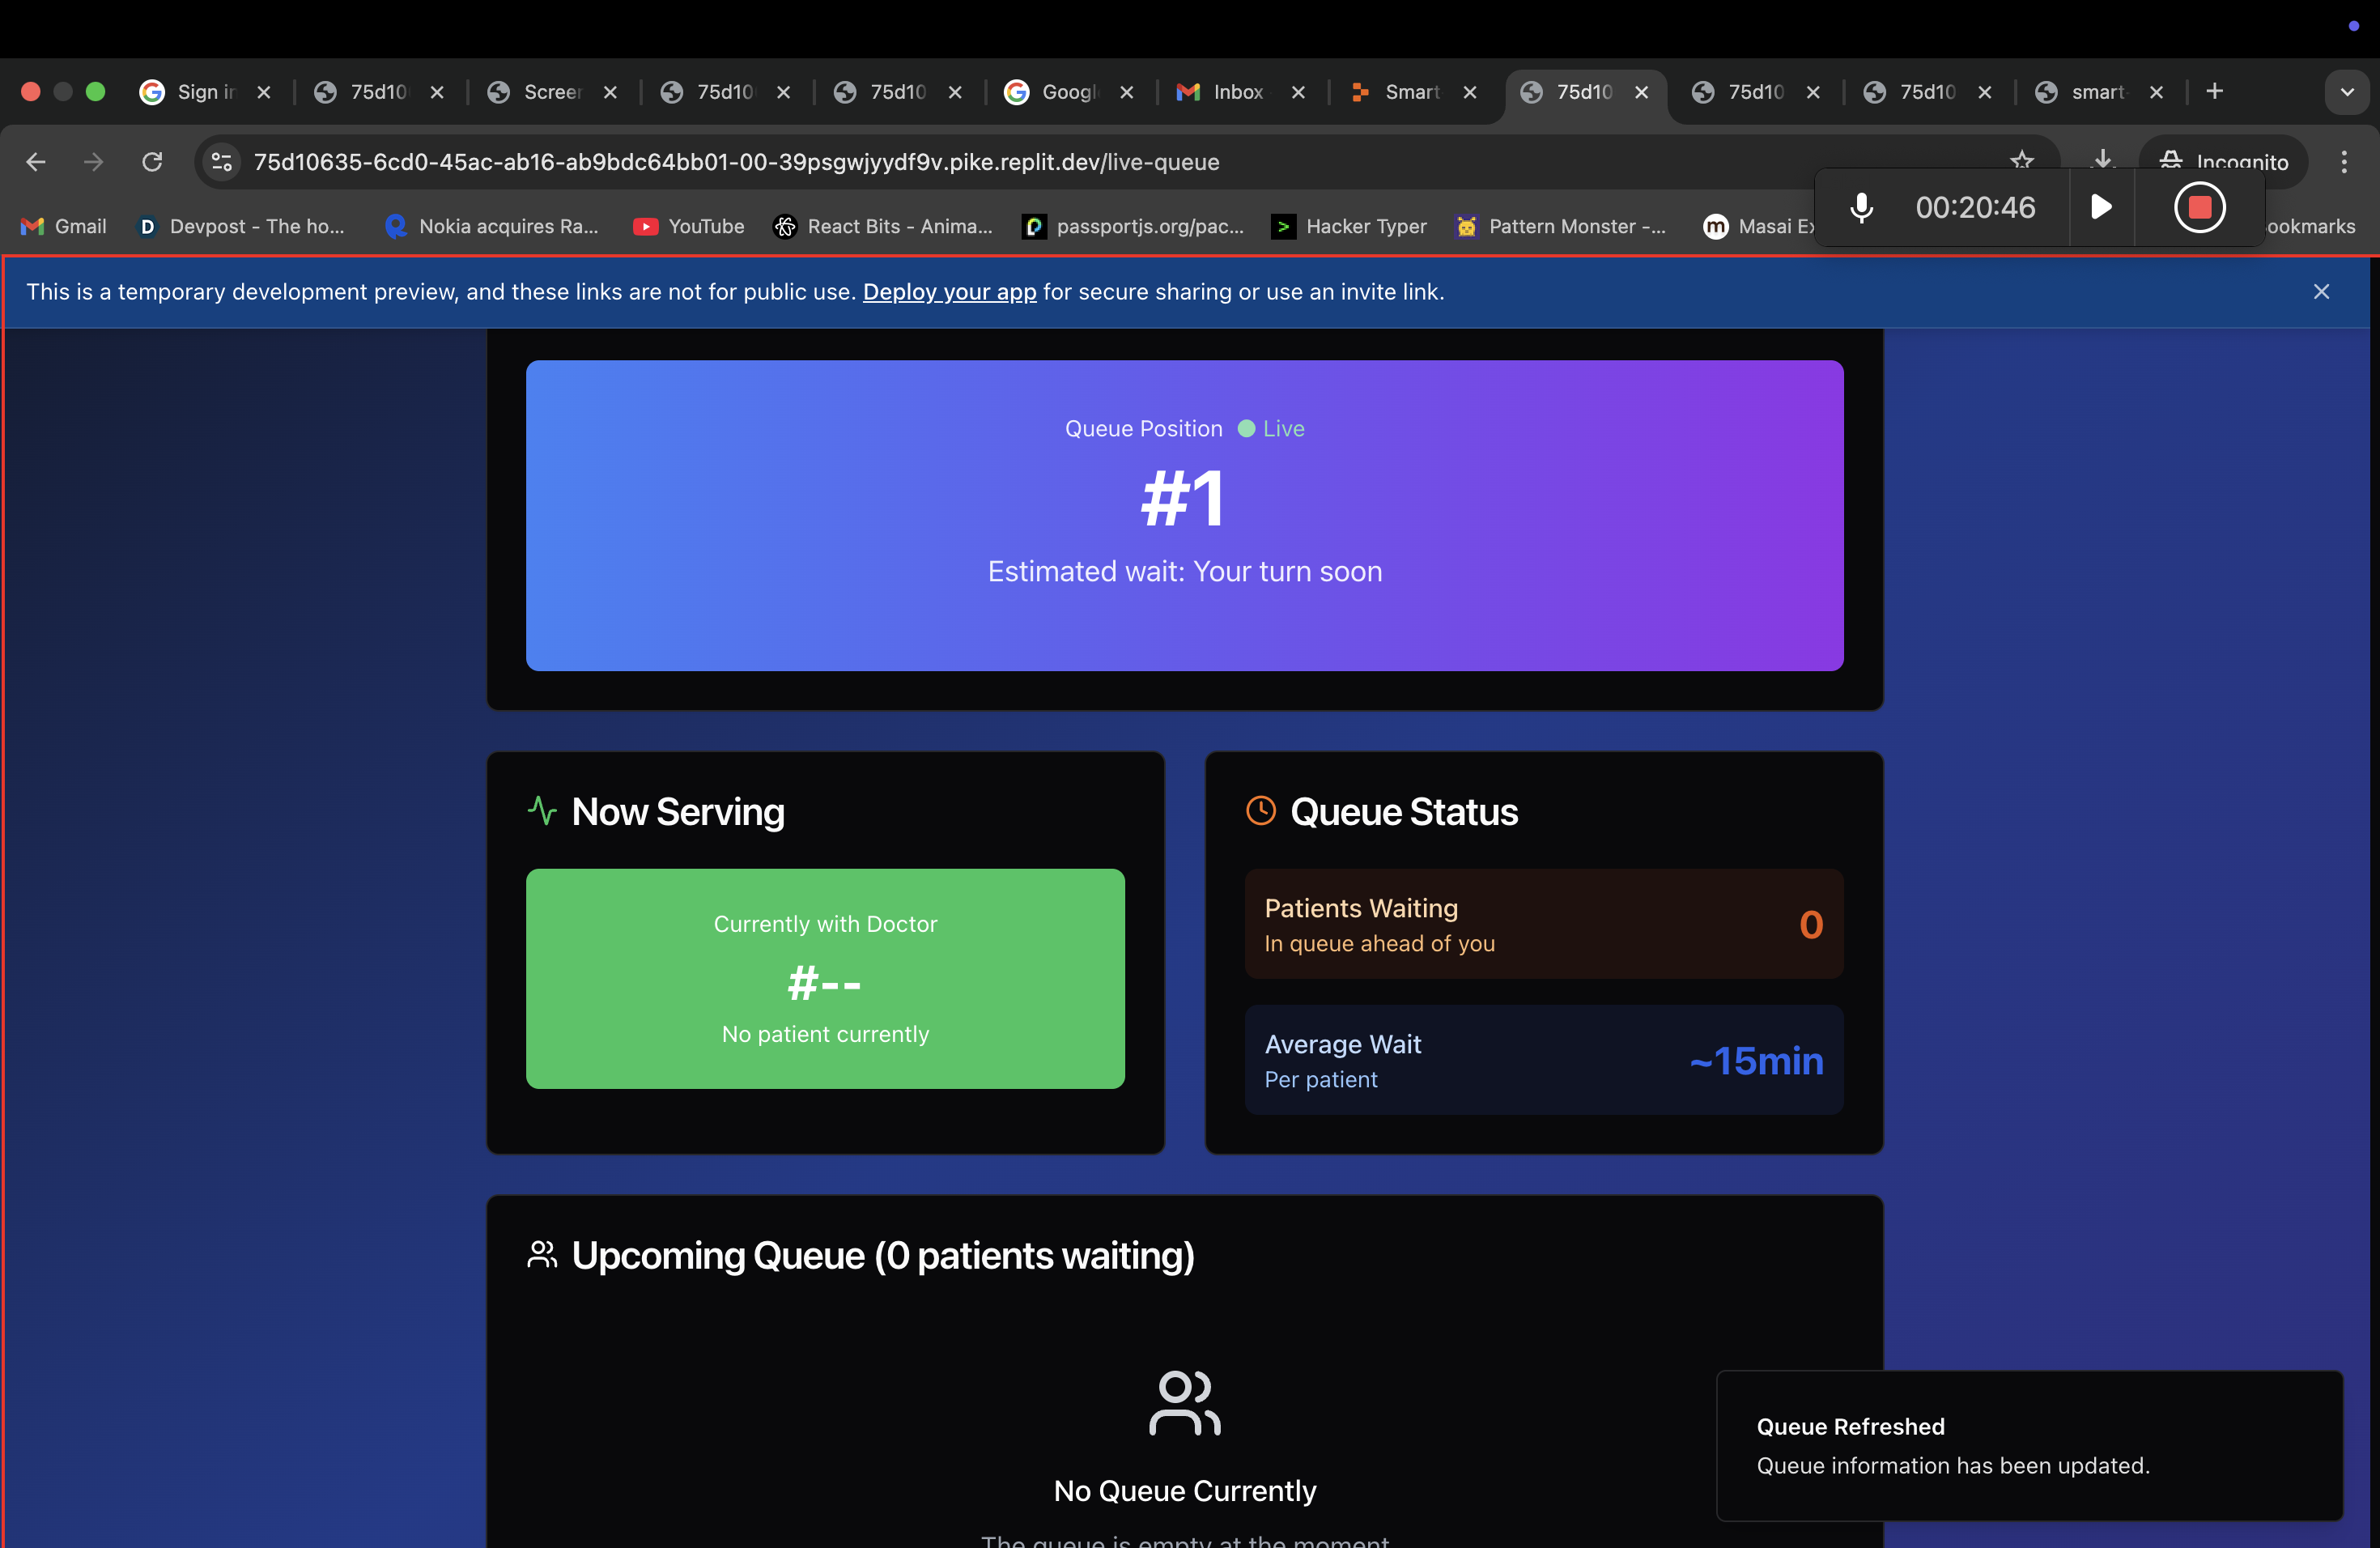 Sign in
75d10
Screen
75d10
75d10
Google
Inbox
Smart
75d10
75d10
75d10
smart-
75d10635-6cd0-45ac-ab16-ab9bdc64bb01-00-39psgwjyydf9v.pike.replit.dev/live-queue
Incognito
00:20:46
Gmail
D Devpost - The ho...
Nokia acquires Ra...
YouTube
React Bits - Anima...
passportjs.org/pac...
Hacker Typer
Pattern Monster -...
m Masai Ex
ookmarks
This is a temporary development preview, and these links are not for public use. Deploy your app for secure sharing or use an invite link.
Queue Position Live
#1
Estimated wait: Your turn soon
Now Serving
Currently with Doctor
#--
No patient currently
Queue Status
Patients Waiting
In queue ahead of you
0
Average Wait
Per patient
~15min
Upcoming Queue (0 patients waiting)
No Queue Currently
The queue is empty at the moment
Queue Refreshed
Queue information has been updated.